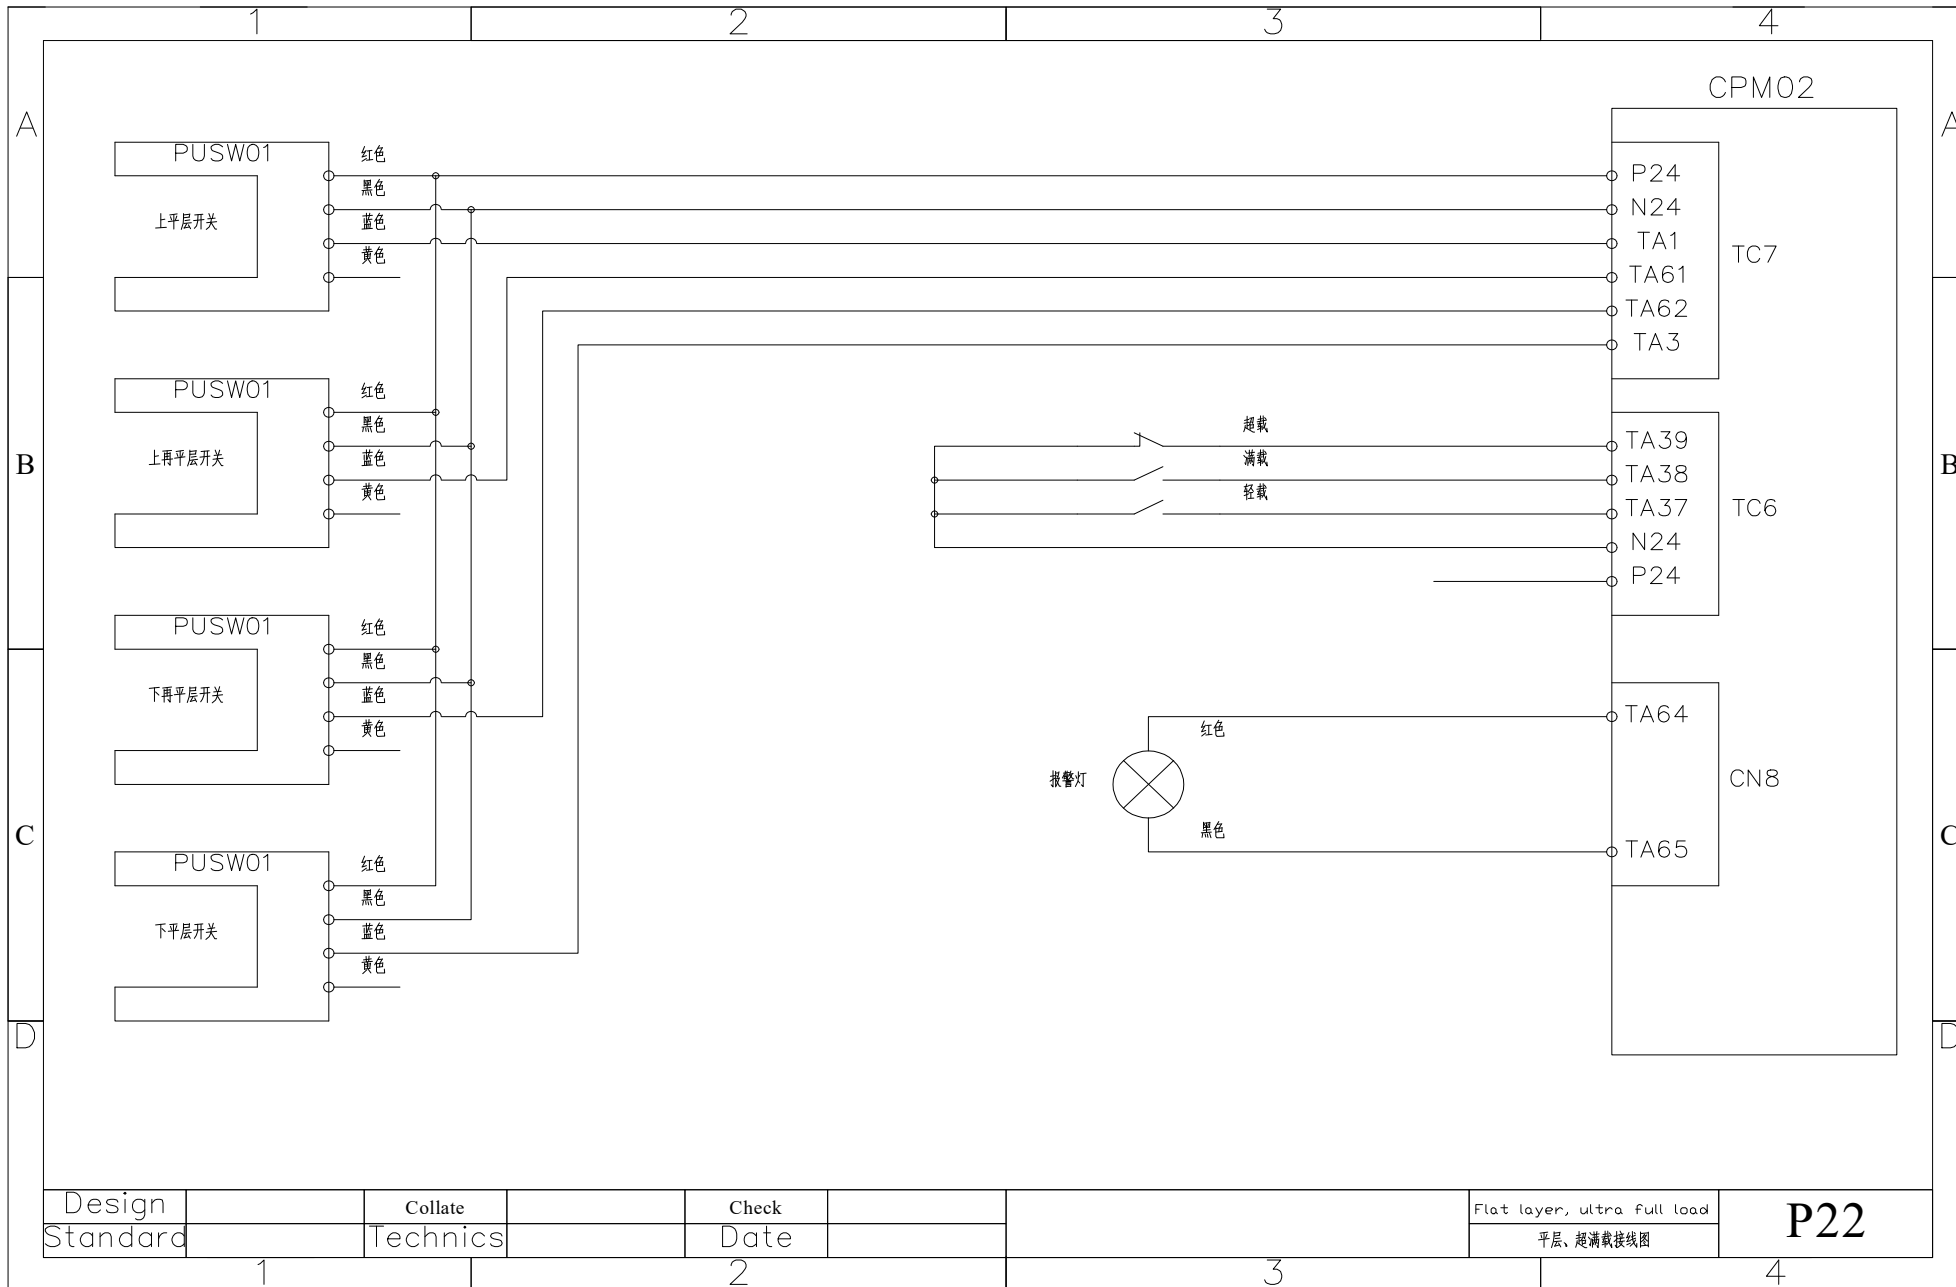 1 2 3 4
CPM02
A A
PUSW01
上平层开关
红色
黑色
蓝色
黄色
P24
N24
TA1
TA61
TA62
TA3
TC7
B B
PUSW01
上再平层开关
红色
黑色
蓝色
黄色
超载
满载
轻载
TA39
TA38
TA37
N24
P24
TC6
PUSW01
下再平层开关
红色
黑色
蓝色
黄色
报警灯
红色
黑色
TA64
TA65
CN8
C C
PUSW01
下平层开关
红色
黑色
蓝色
黄色
D D
Design Collate Check Flat layer, ultra full load P22
Standard Technics Date 平层、超满载接线图
1 2 3 4